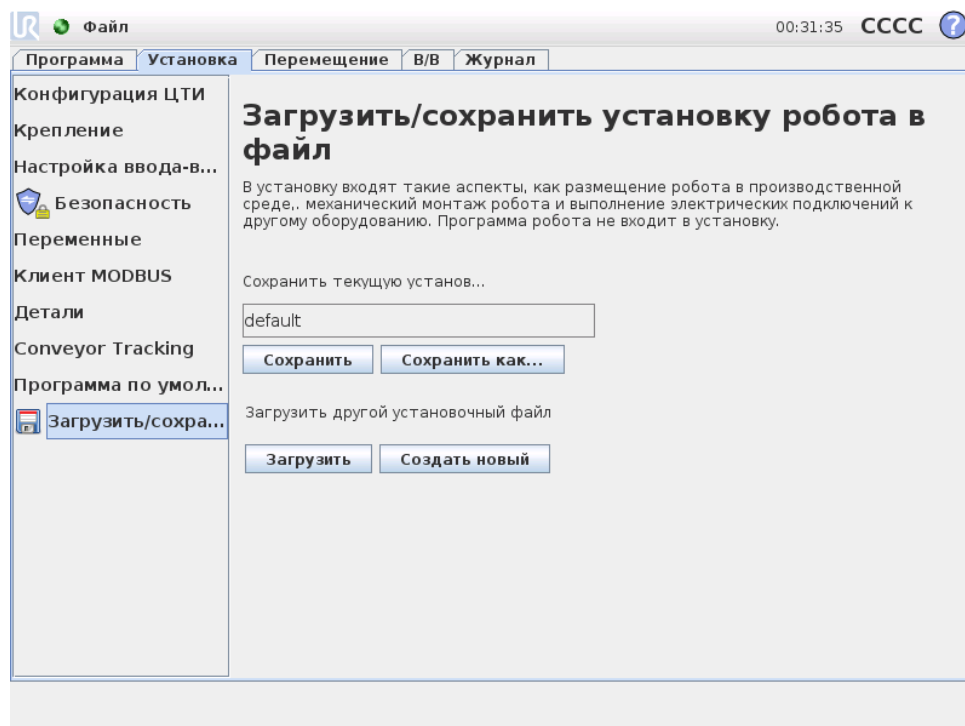 UR Файл 00:31:35 CCCC ?
Программа Установка Перемещение В/В Журнал
Конфигурация ЦТИ
Крепление
Настройка ввода-в...
Безопасность
Переменные
Клиент MODBUS
Детали
Conveyor Tracking
Программа по умол...
Загрузить/сохра...
Загрузить/сохранить установку робота в
файл
В установку входят такие аспекты, как размещение робота в производственной
среде,. механический монтаж робота и выполнение электрических подключений к
другому оборудованию. Программа робота не входит в установку.
Сохранить текущую установ...
default
Сохранить Сохранить как...
Загрузить другой установочный файл
Загрузить Создать новый